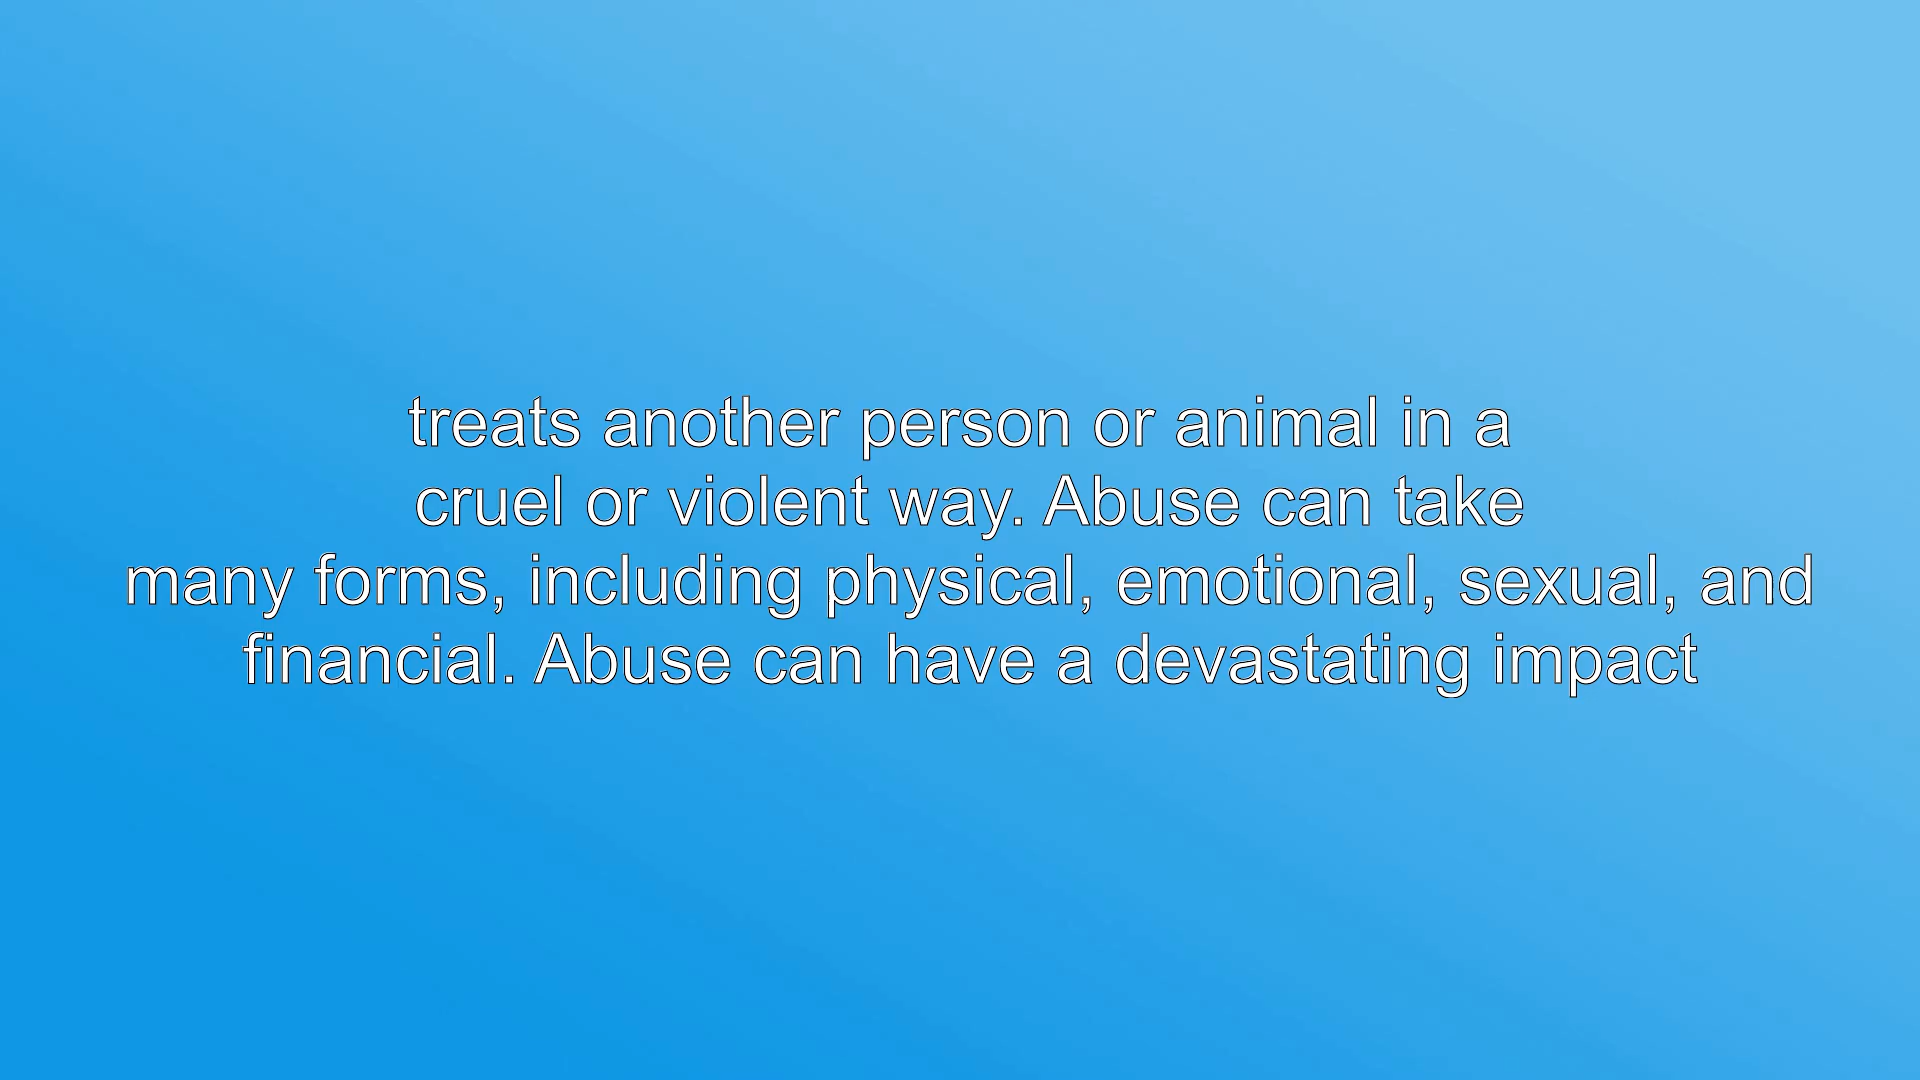 treats another person or animal in a
cruel or violent way. Abuse can take
many forms, including physical, emotional, sexual, and
financial. Abuse can have a devastating impact